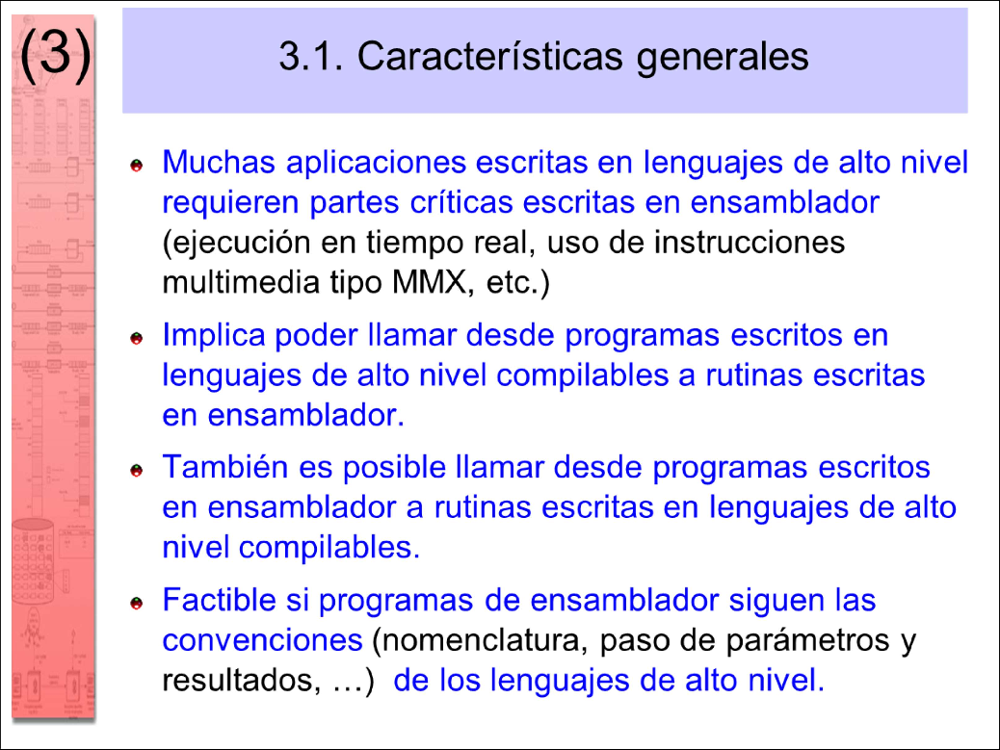 (3)
3.1. Características generales
Muchas aplicaciones escritas en lenguajes de alto nivel
requieren partes críticas escritas en ensamblador
(ejecución en tiempo real, uso de instrucciones
multimedia tipo MMX, etc.)
Implica poder llamar desde programas escritos en
lenguajes de alto nivel compilables a rutinas escritas
en ensamblador.
También es posible llamar desde programas escritos
en ensamblador a rutinas escritas en lenguajes de alto
nivel compilables.
Factible si programas de ensamblador siguen las
convenciones (nomenclatura, paso de parámetros y
resultados, …) de los lenguajes de alto nivel.